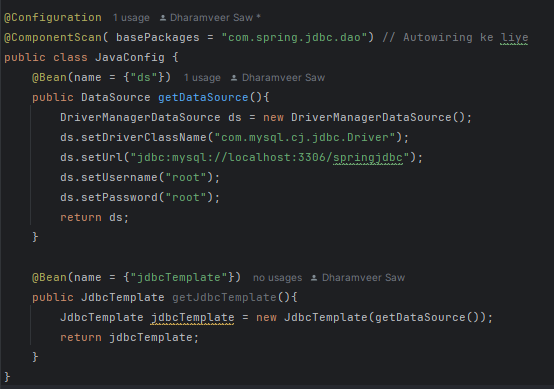 @Configuration 1 usage Dharamveer Saw *
@ComponentScan( basePackages = "com.spring.jdbc.dao") // Autowiring ke liye
public class JavaConfig {
@Bean(name = {"ds"}) 1 usage Dharamveer Saw
public DataSource getDataSource(){
DriverManagerDataSource ds = new DriverManagerDataSource();
ds.setDriverClassName("com.mysql.cj.jdbc.Driver");
ds.setUrl("jdbc:mysql://localhost:3306/springjdbc");
ds.setUsername("root");
ds.setPassword("root");
return ds;
}
@Bean(name = {"jdbcTemplate"}) no usages Dharamveer Saw
public JdbcTemplate getJdbcTemplate(){
JdbcTemplate jdbcTemplate = new JdbcTemplate(getDataSource());
return jdbcTemplate;
}
}